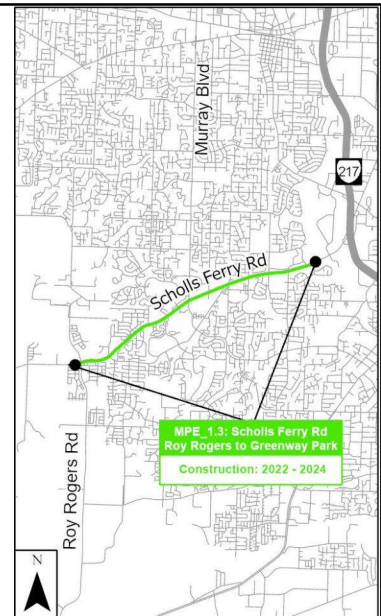 Murray Blvd
217
Scholls Ferry Rd
MPE_1.3: Scholls Ferry Rd
Roy Rogers to Greenway Park
Construction: 2022 - 2024
Roy Rogers Rd
N